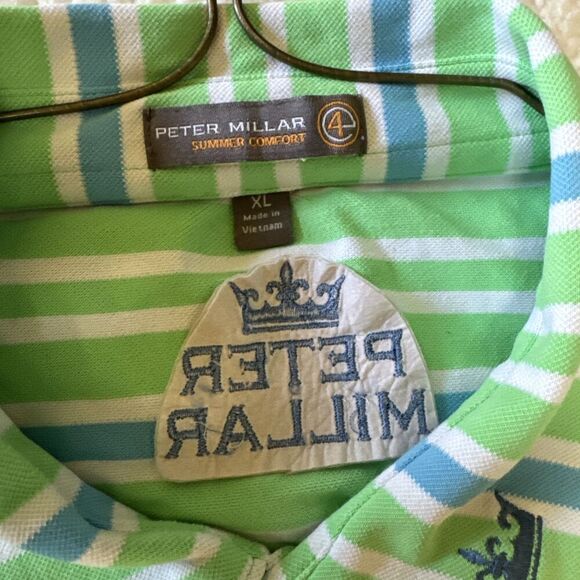 PETER MILLAR
SUMMER COMFORT
4
XL
Made in
Vietnam
PETER
MILLAR